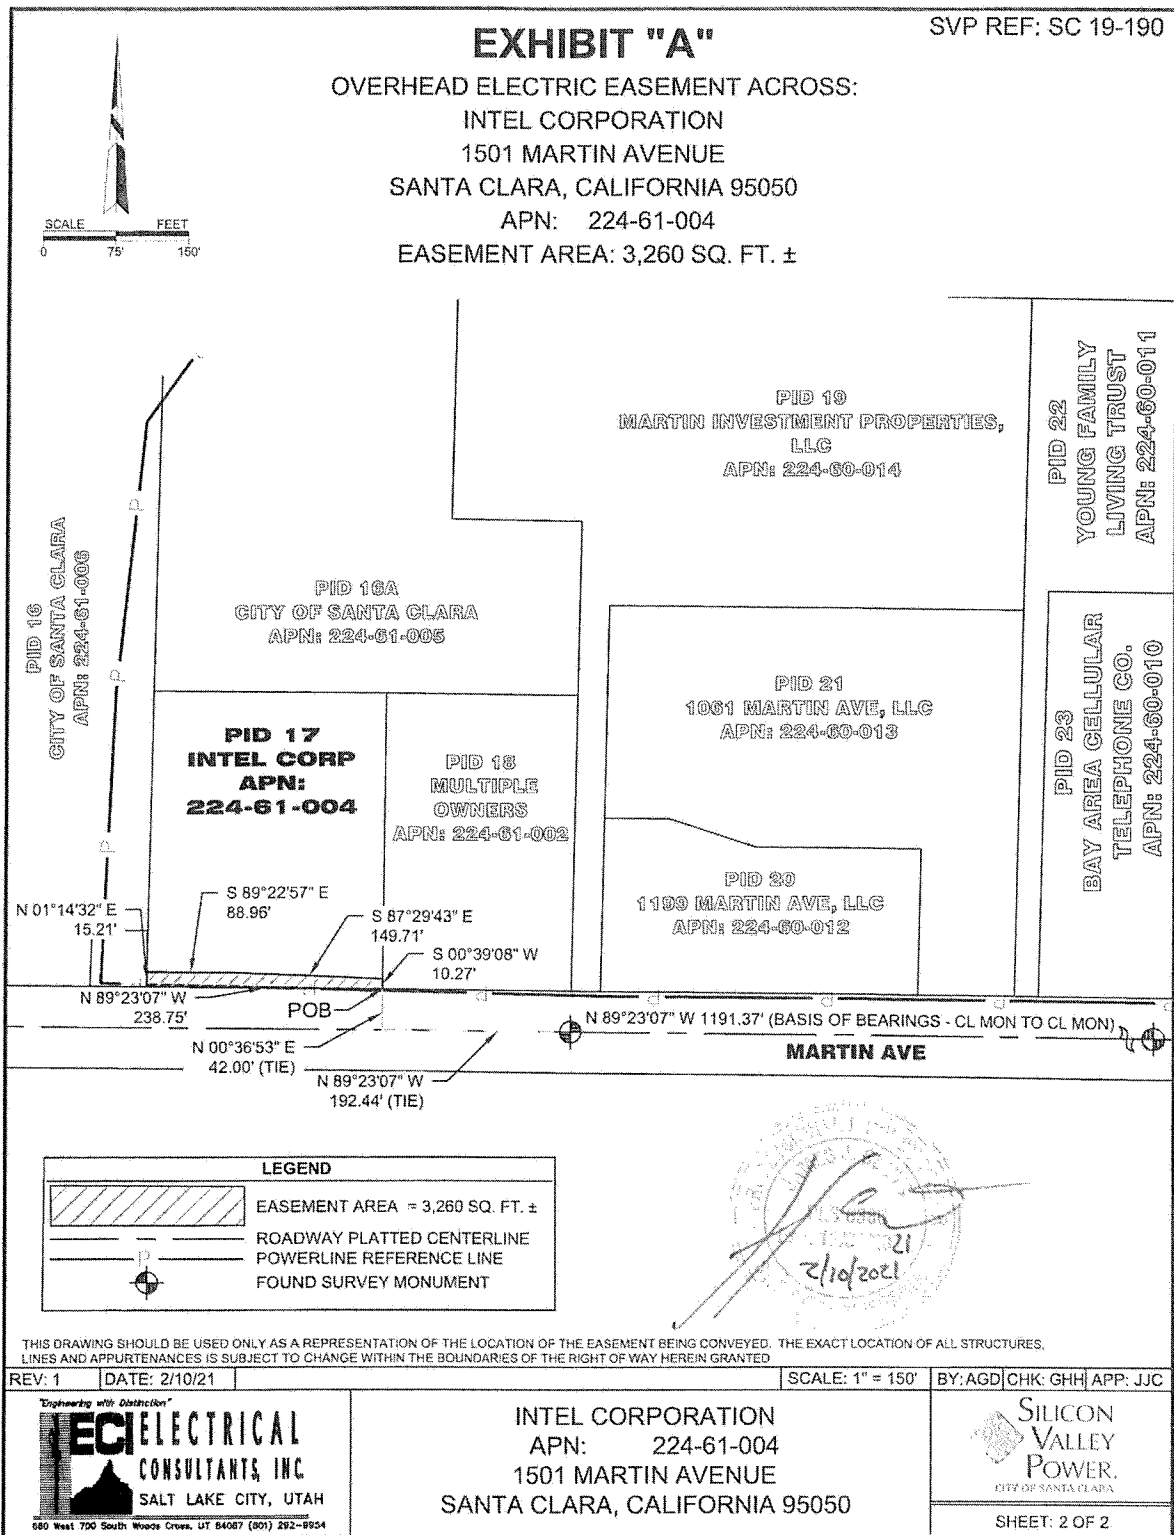 SVP REF: SC 19-190
EXHIBIT "A"
OVERHEAD ELECTRIC EASEMENT ACROSS:
INTEL CORPORATION
1501 MARTIN AVENUE
SANTA CLARA, CALIFORNIA 95050
APN: 224-61-004
EASEMENT AREA: 3,260 SQ. FT. ±
SCALE FEET
0 75' 150'
PID 16
CITY OF SANTA CLARA
APN: 224-61-006
P
P
P
PID 16A
CITY OF SANTA CLARA
APN: 224-61-005
PID 19
MARTIN INVESTMENT PROPERTIES,
LLC
APN: 224-60-014
PID 22
YOUNG FAMILY
LIVING TRUST
APN: 224-60-011
PID 17
INTEL CORP
APN:
224-61-004
PID 18
MULTIPLE
OWNERS
APN: 224-61-002
PID 21
1061 MARTIN AVE, LLC
APN: 224-60-013
PID 23
BAY AREA CELLULAR
TELEPHONE CO.
APN: 224-60-010
PID 20
1199 MARTIN AVE, LLC
APN: 224-60-012
N 01°14'32" E
15.21'
S 89°22'57" E
88.96'
S 87°29'43" E
149.71'
S 00°39'08" W
10.27'
N 89°23'07" W
238.75'
POB
N 00°36'53" E
42.00' (TIE)
N 89°23'07" W
192.44' (TIE)
N 89°23'07" W 1191.37' (BASIS OF BEARINGS - CL MON TO CL MON)
MARTIN AVE
LEGEND
EASEMENT AREA = 3,260 SQ. FT. ±
ROADWAY PLATTED CENTERLINE
P POWERLINE REFERENCE LINE
FOUND SURVEY MONUMENT
21
2/10/2021
THIS DRAWING SHOULD BE USED ONLY AS A REPRESENTATION OF THE LOCATION OF THE EASEMENT BEING CONVEYED. THE EXACT LOCATION OF ALL STRUCTURES,
LINES AND APPURTENANCES IS SUBJECT TO CHANGE WITHIN THE BOUNDARIES OF THE RIGHT OF WAY HEREIN GRANTED
REV: 1 DATE: 2/10/21 SCALE: 1" = 150' BY: AGD CHK: GHH APP: JJC
"Engineering with Distinction"
ECI ELECTRICAL
CONSULTANTS, INC.
SALT LAKE CITY, UTAH
660 West 700 South Woods Cross, UT 84087 (801) 292-9954
INTEL CORPORATION
APN: 224-61-004
1501 MARTIN AVENUE
SANTA CLARA, CALIFORNIA 95050
SILICON
VALLEY
POWER.
CITY OF SANTA CLARA
SHEET: 2 OF 2